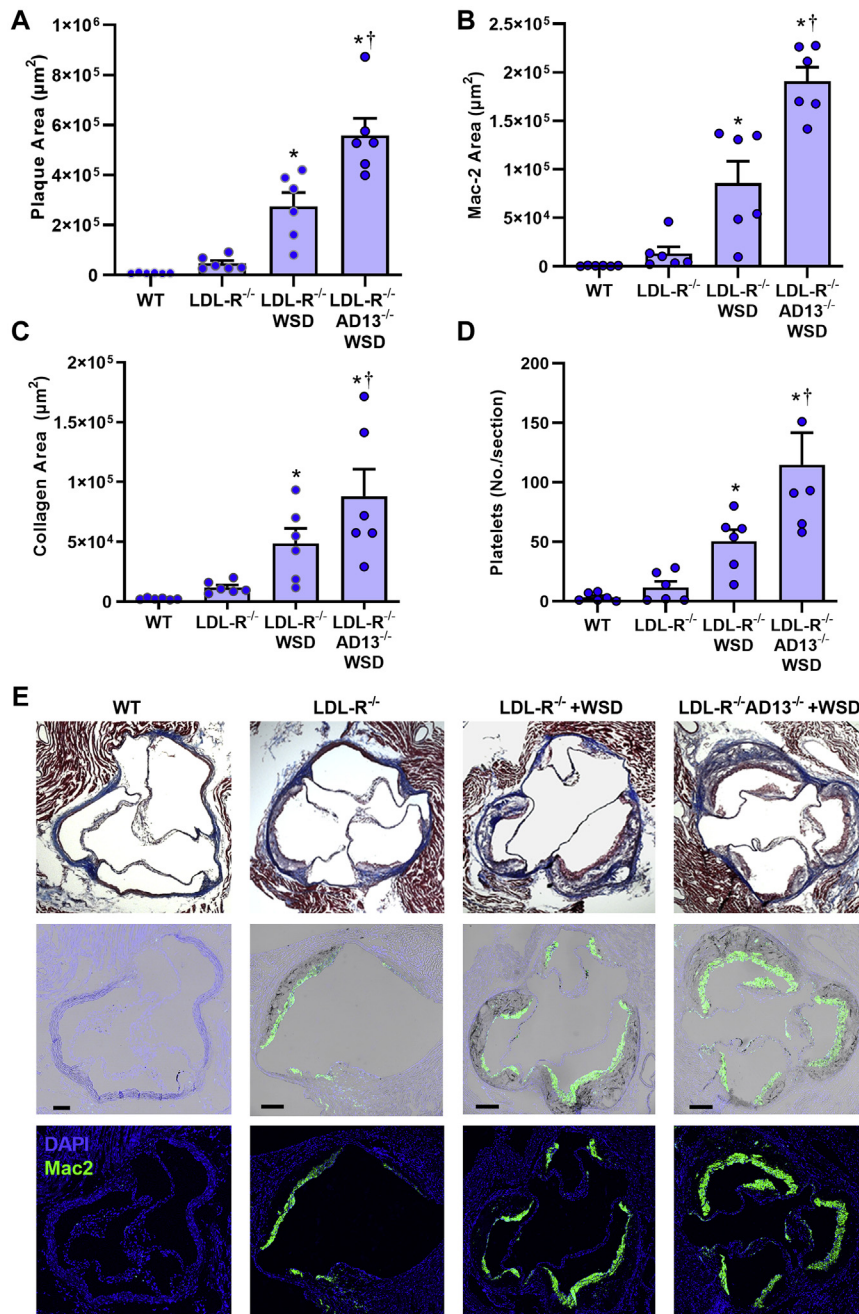 A
Plaque Area (µm²)
1×10⁶
8×10⁵
6×10⁵
4×10⁵
2×10⁵
0
*
*†
WT
LDL-R⁻/⁻
LDL-R⁻/⁻
WSD
LDL-R⁻/⁻
AD13⁻/⁻
WSD
B
Mac-2 Area (µm²)
2.5×10⁵
2×10⁵
1.5×10⁵
1×10⁵
5×10⁴
0
*
*†
WT
LDL-R⁻/⁻
LDL-R⁻/⁻
WSD
LDL-R⁻/⁻
AD13⁻/⁻
WSD
C
Collagen Area (µm²)
2×10⁵
1.5×10⁵
1×10⁵
5×10⁴
0
*
*†
WT
LDL-R⁻/⁻
LDL-R⁻/⁻
WSD
LDL-R⁻/⁻
AD13⁻/⁻
WSD
D
Platelets (No./section)
200
150
100
50
0
*
*†
WT
LDL-R⁻/⁻
LDL-R⁻/⁻
WSD
LDL-R⁻/⁻
AD13⁻/⁻
WSD
E
WT
LDL-R⁻/⁻
LDL-R⁻/⁻ +WSD
LDL-R⁻/⁻AD13⁻/⁻ +WSD
DAPI
Mac2